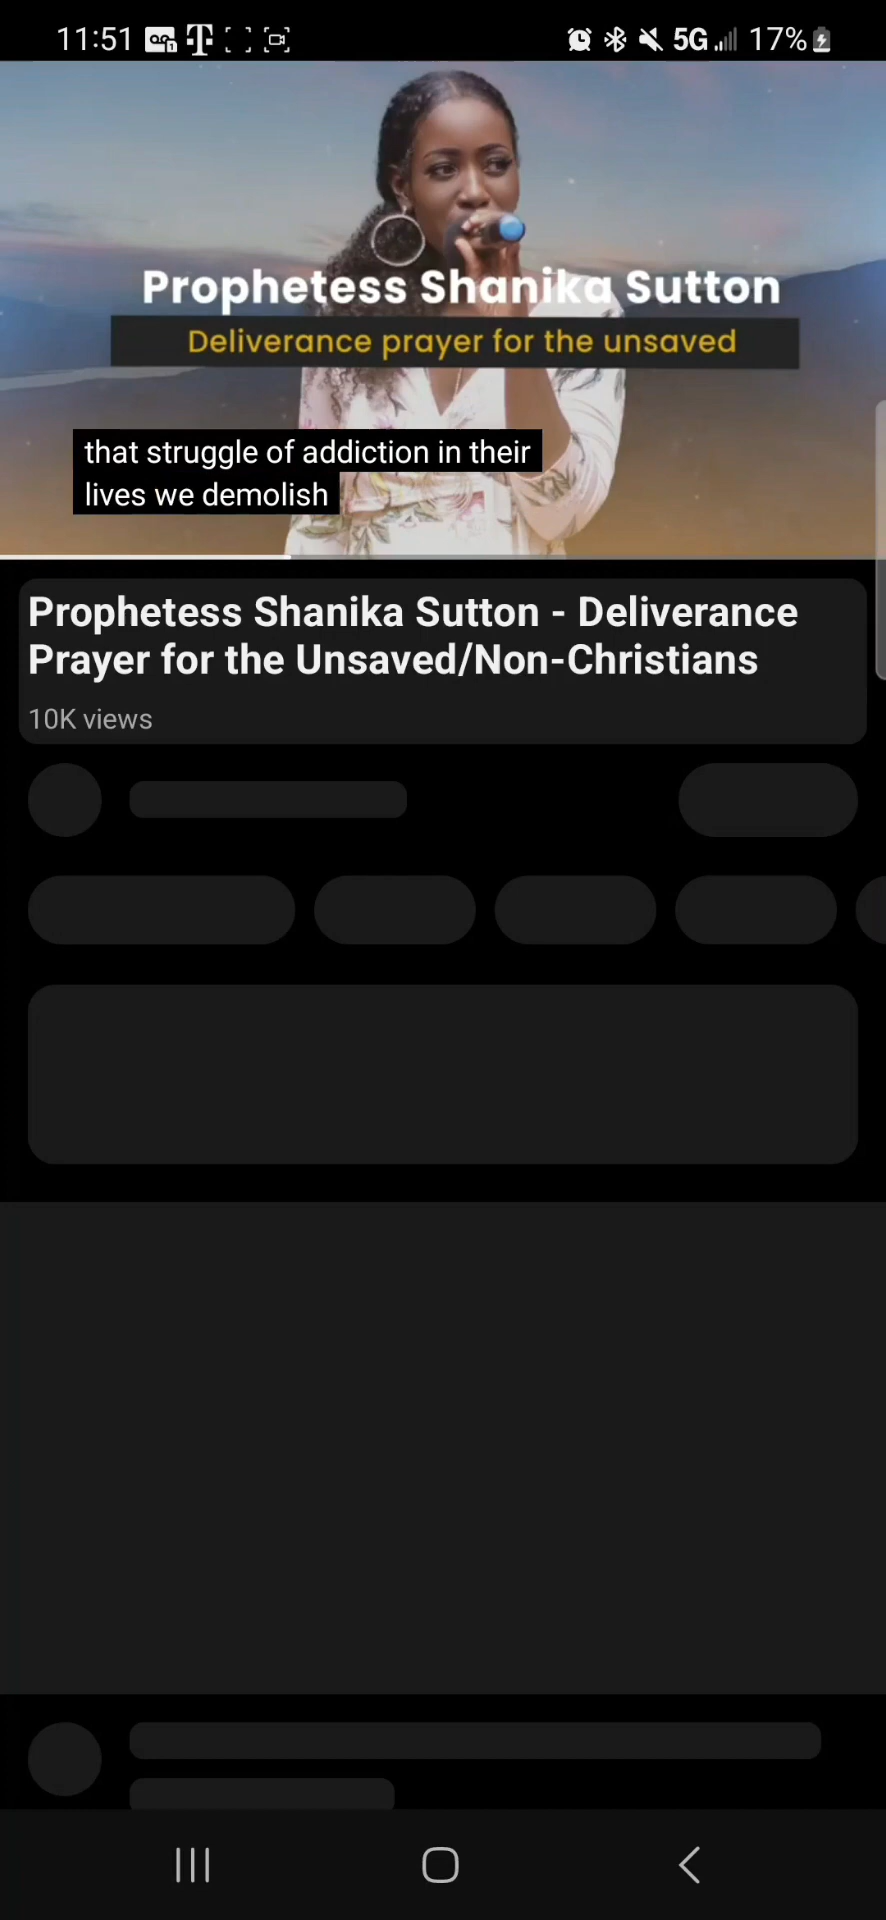 11:51
5G 17%
Prophetess Shanika Sutton
Deliverance prayer for the unsaved
that struggle of addiction in their
lives we demolish
Prophetess Shanika Sutton - Deliverance
Prayer for the Unsaved/Non-Christians
10K views